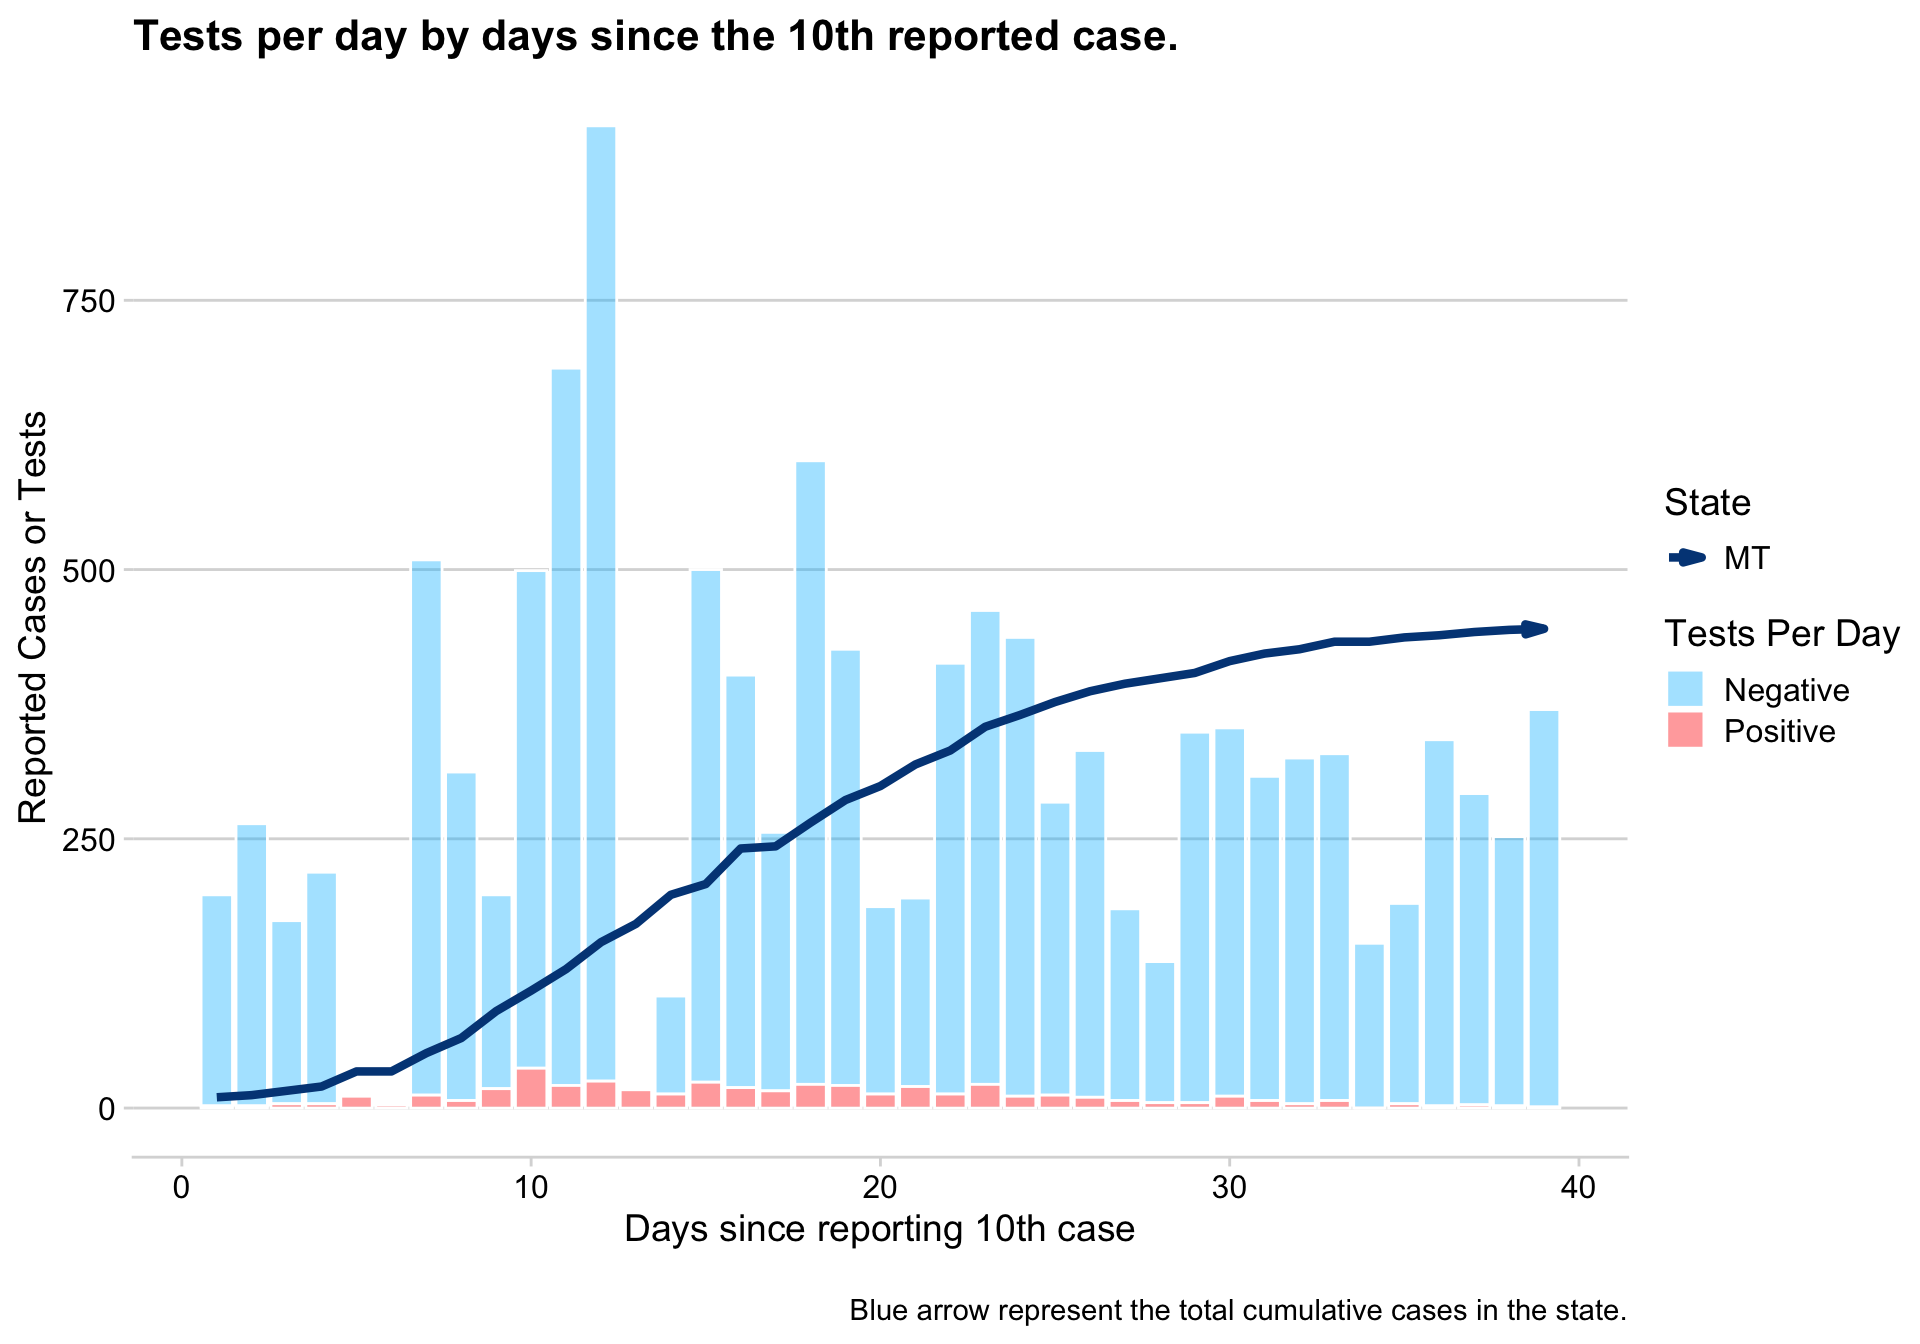 Tests per day by days since the 10th reported case.
Reported Cases or Tests
750
500
250
0
0 10 20 30 40
Days since reporting 10th case
State
MT
Tests Per Day
Negative
Positive
Blue arrow represent the total cumulative cases in the state.